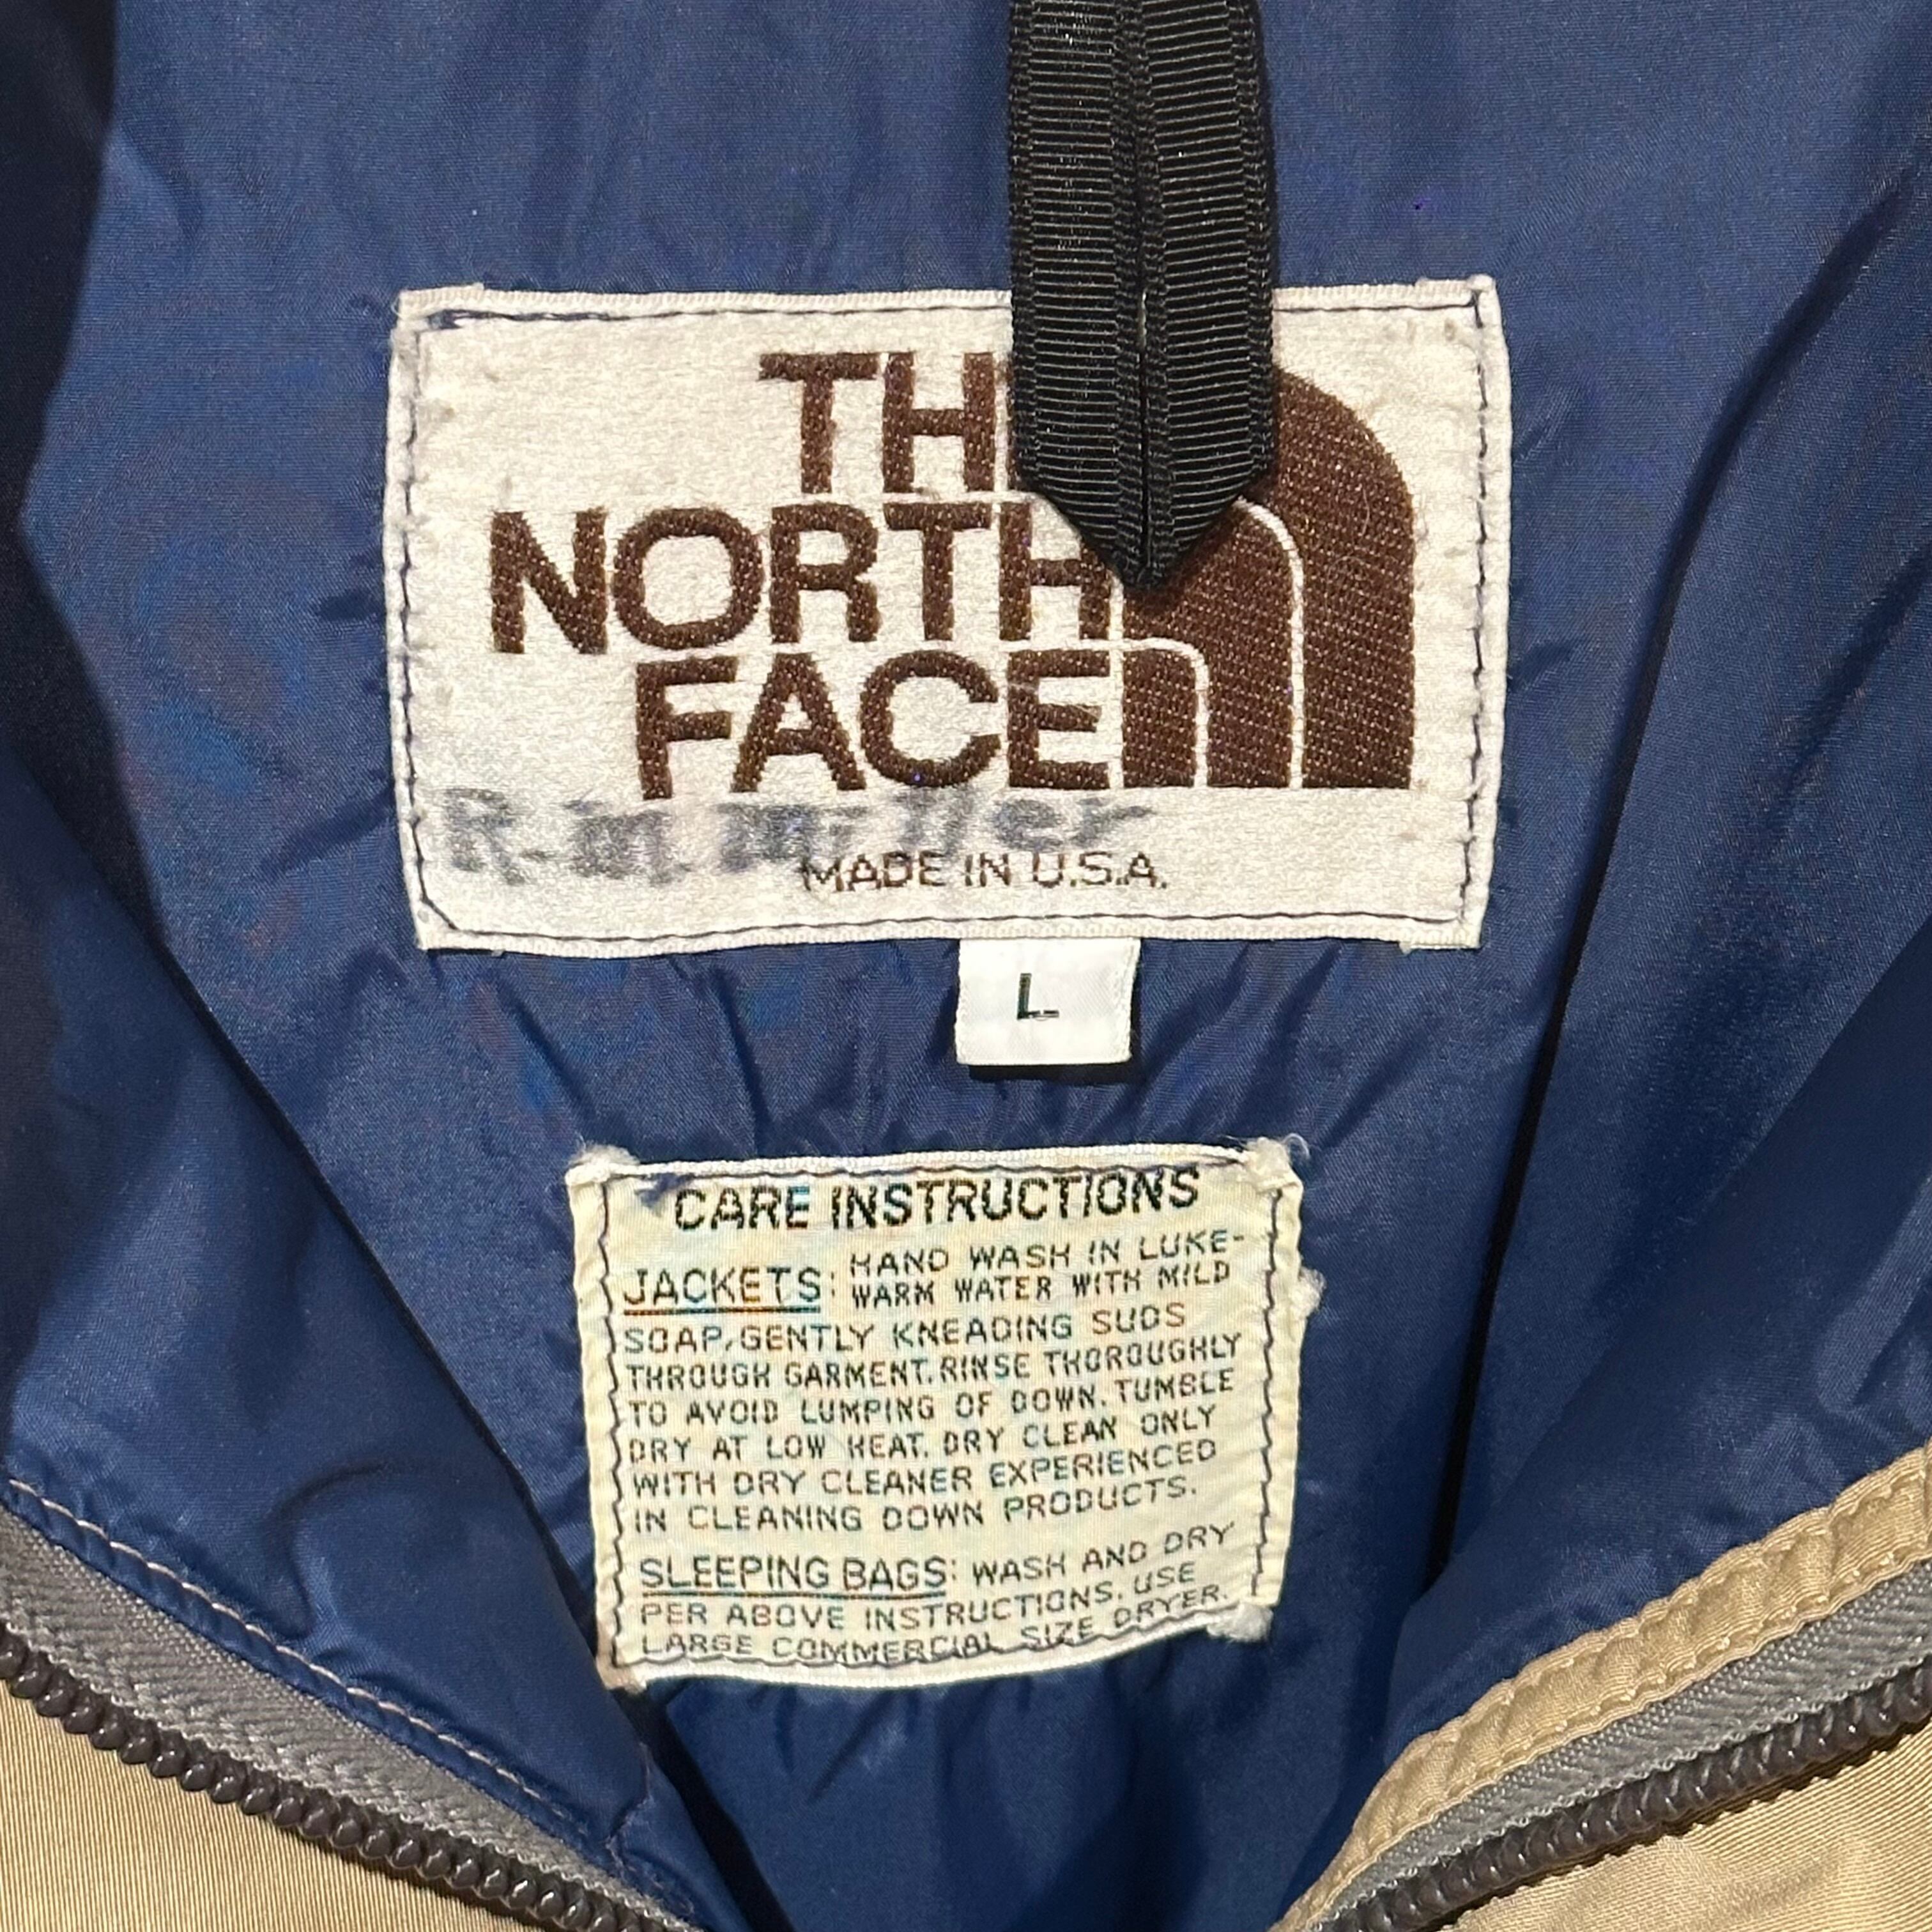 TH
NORTH
FACE
R.m. Miller
MADE IN U.S.A.
L
CARE INSTRUCTIONS
JACKETS: HAND WASH IN LUKE-
WARM WATER WITH MILD
SOAP, GENTLY KNEADING SUDS
THROUGH GARMENT. RINSE THOROUGHLY
TO AVOID LUMPING OF DOWN. TUMBLE
DRY AT LOW HEAT. DRY CLEAN ONLY
WITH DRY CLEANER EXPERIENCED
IN CLEANING DOWN PRODUCTS.
SLEEPING BAGS: WASH AND DRY
PER ABOVE INSTRUCTIONS. USE
LARGE COMMERCIAL SIZE DRYER.